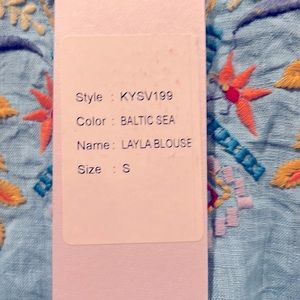 Style : KYSV199
Color : BALTIC SEA
Name : LAYLA BLOUSE
Size : S